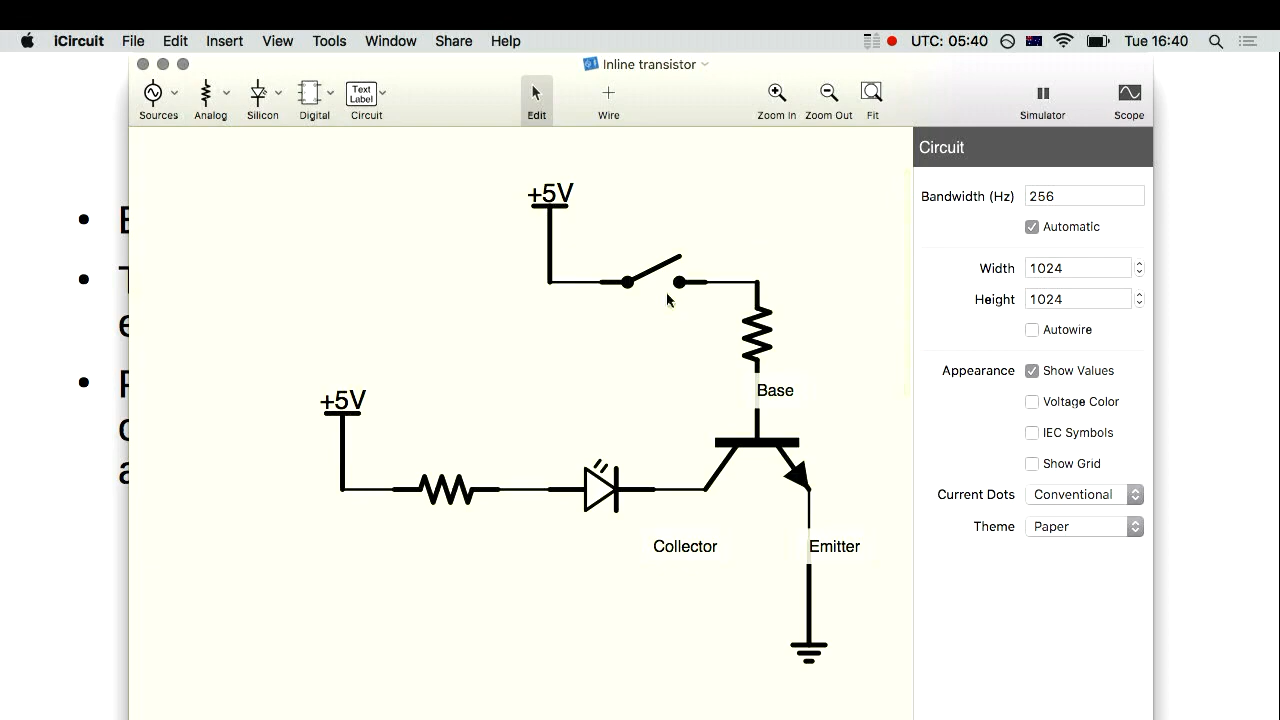 iCircuit File Edit Insert View Tools Window Share Help UTC: 05:40 Tue 16:40
Inline transistor
Sources Analog Silicon Digital Text Label Circuit Edit Wire Zoom In Zoom Out Fit Simulator Scope
Circuit
Bandwidth (Hz) 256
Automatic
Width 1024
Height 1024
Autowire
Appearance Show Values
Voltage Color
IEC Symbols
Show Grid
Current Dots Conventional
Theme Paper
+5V
Base
+5V
Collector Emitter